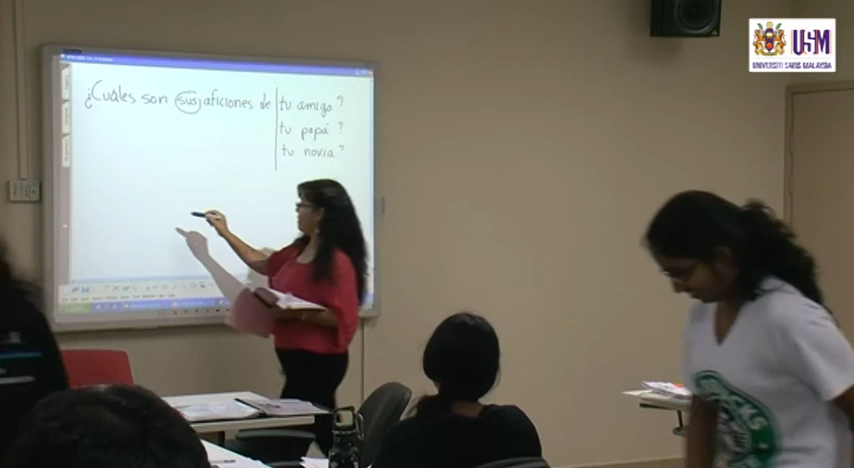 ¿Cuáles son sus aficiones de tu amigo?
tu papá?
tu novia?
USM
UNIVERSITI SAINS MALAYSIA